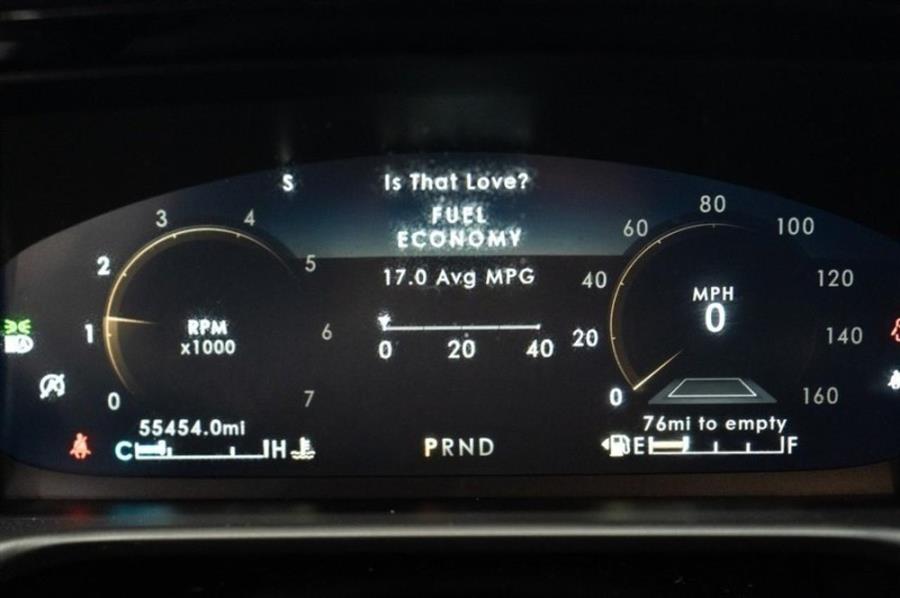 S
Is That Love?
FUEL
ECONOMY
17.0 Avg MPG
0 20 40
0 1 2 3 4 5 6 7
RPM
x1000
0 20 40 60 80 100 120 140 160
MPH
0
55454.0mi
C H
PRND
76mi to empty
E F